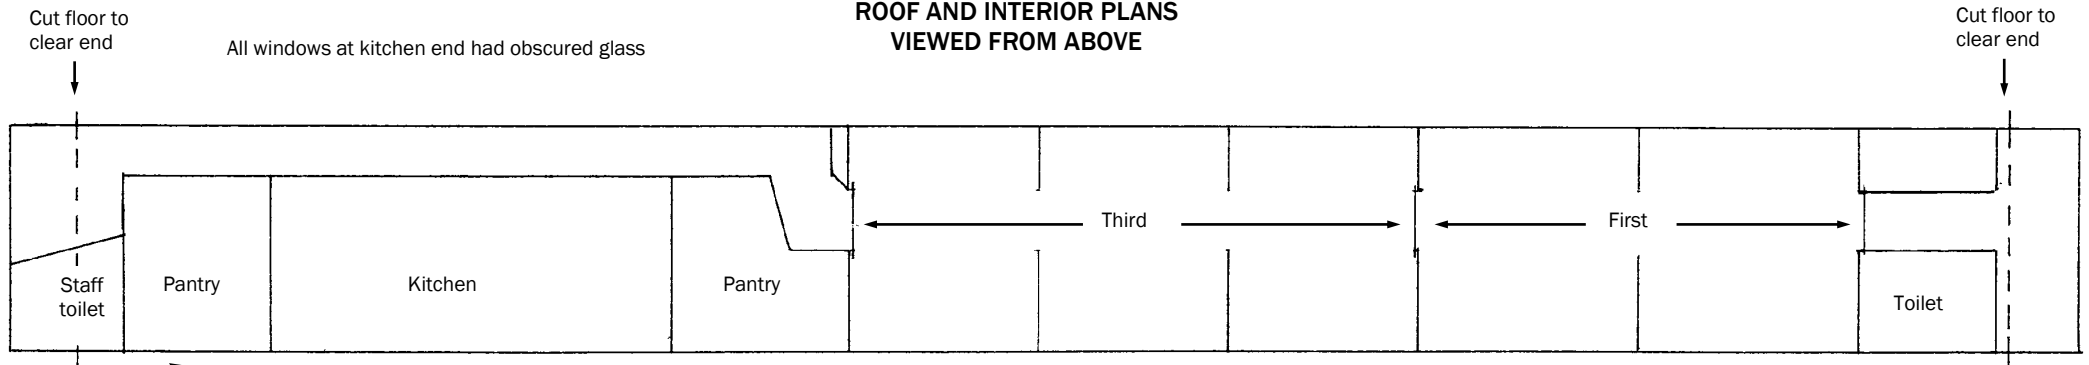 ROOF AND INTERIOR PLANS
VIEWED FROM ABOVE
Cut floor to
clear end
All windows at kitchen end had obscured glass
Cut floor to
clear end
Third
First
Staff
toilet
Pantry
Kitchen
Pantry
Toilet